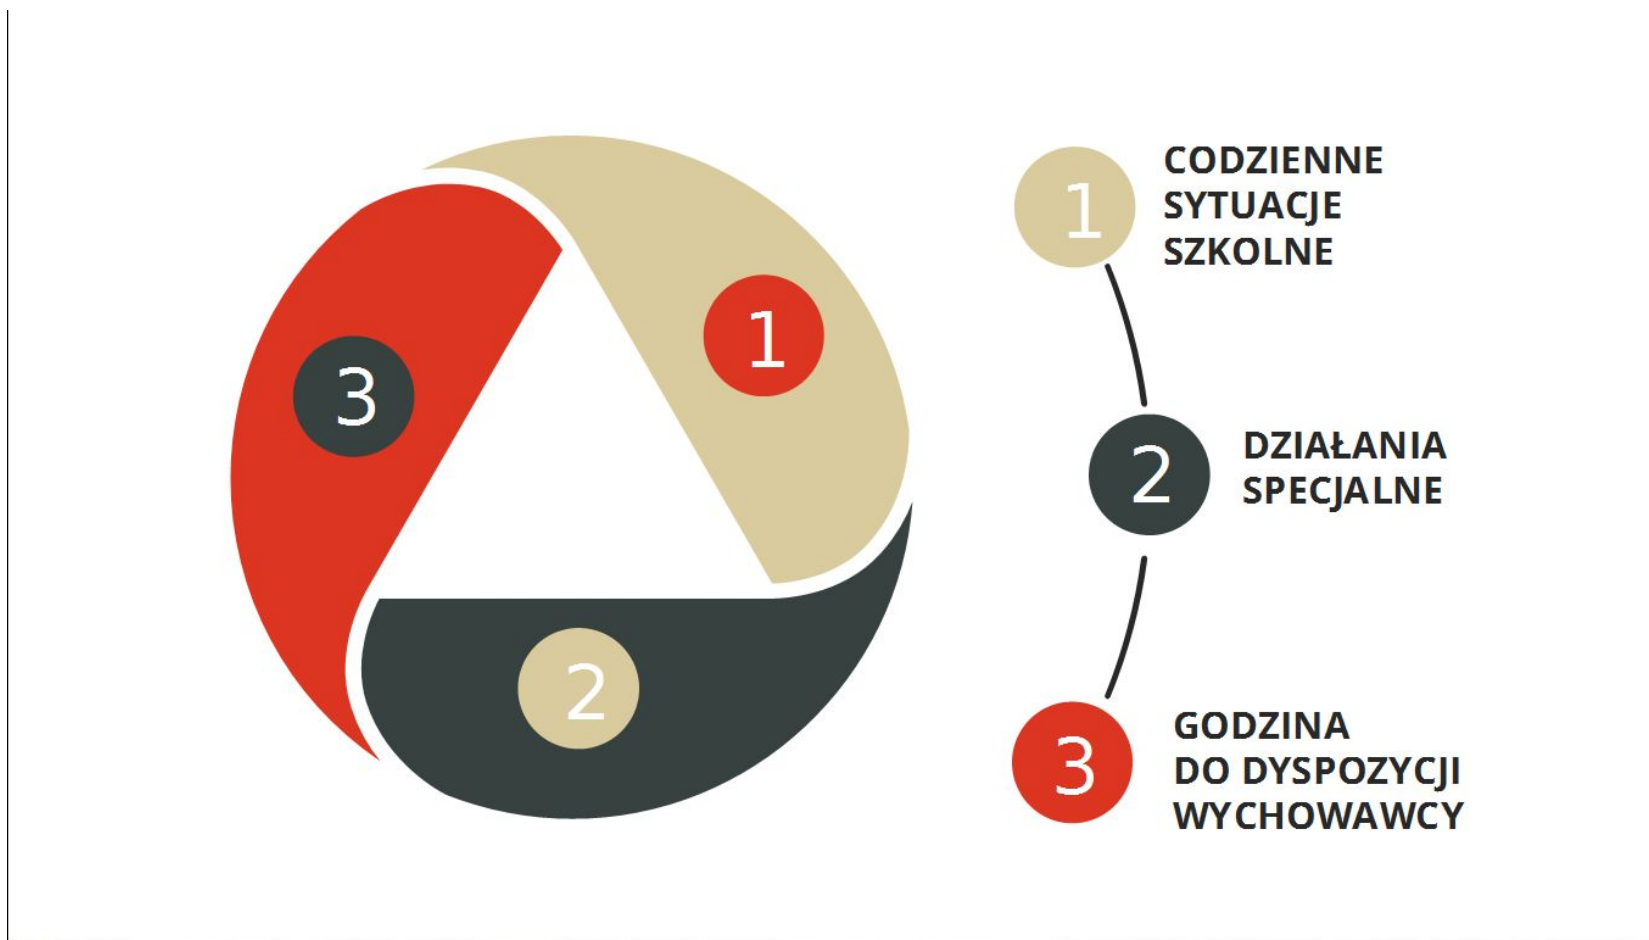 1
3
2
1
CODZIENNE
SYTUACJE
SZKOLNE
2
DZIAŁANIA
SPECJALNE
3
GODZINA
DO DYSPOZYCJI
WYCHOWAWCY